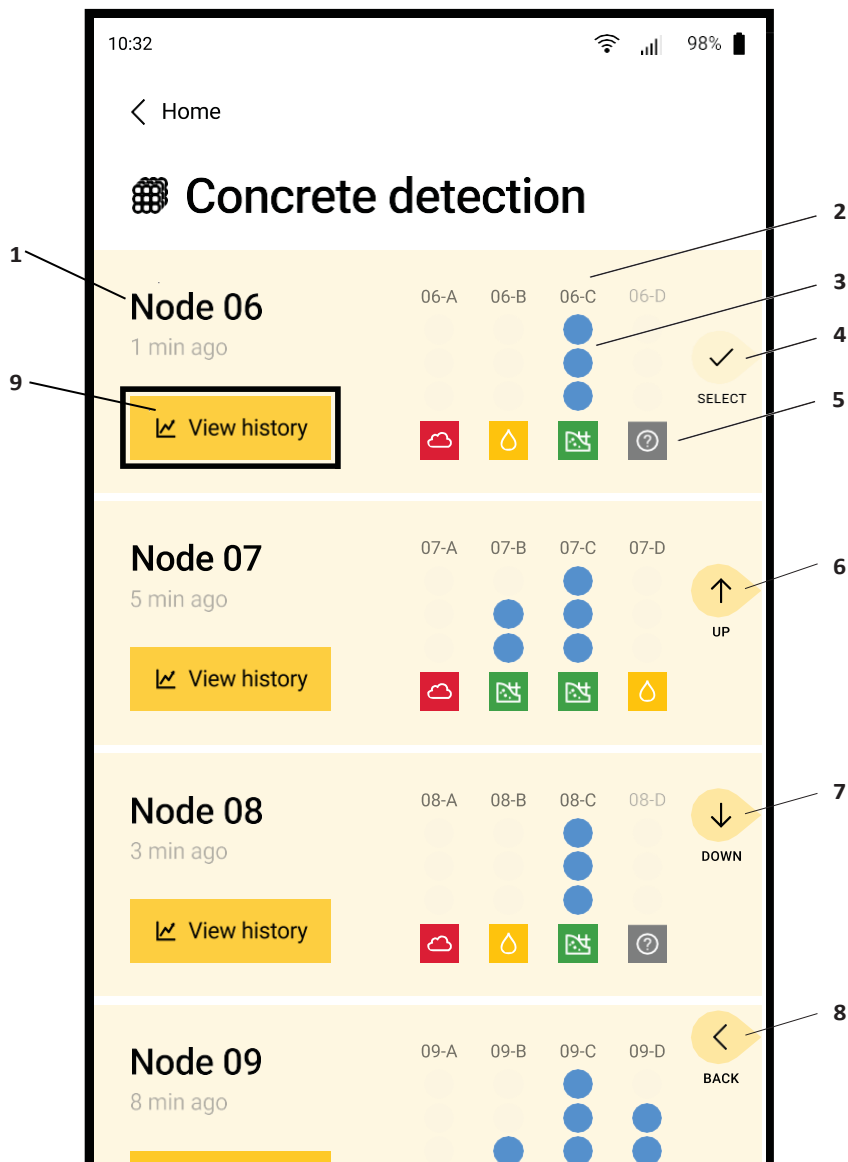 10:32 98%
Home
Concrete detection
2
1
3
Node 06 06-A 06-B 06-C 06-D
4
1 min ago
9 SELECT
5
View history
07-A 07-B 07-C 07-D
Node 07
6
5 min ago
UP
View history
7
08-A 08-B 08-C 08-D
Node 08
3 min ago DOWN
View history
8
09-A 09-B 09-C 09-D
Node 09
BACK
8 min ago